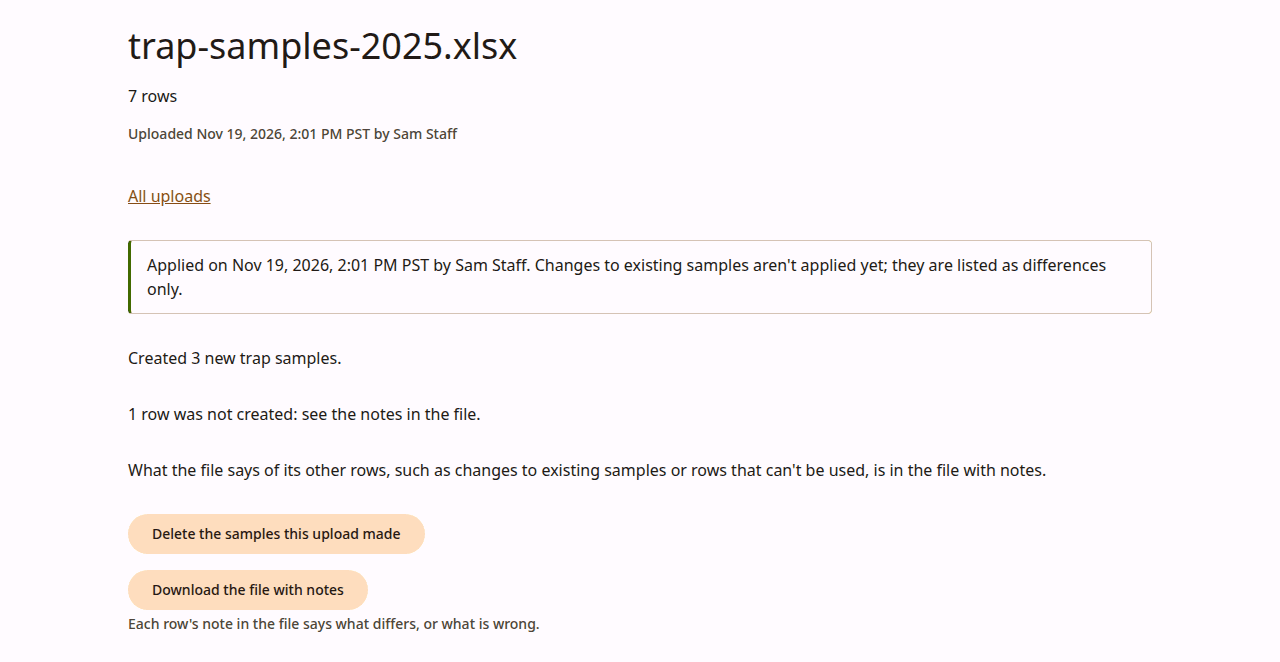 trap-samples-2025.xlsx
7 rows
Uploaded Nov 19, 2026, 2:01 PM PST by Sam Staff
All uploads
Applied on Nov 19, 2026, 2:01 PM PST by Sam Staff. Changes to existing samples aren't applied yet; they are listed as differences
only.
Created 3 new trap samples.
1 row was not created: see the notes in the file.
What the file says of its other rows, such as changes to existing samples or rows that can't be used, is in the file with notes.
Delete the samples this upload made
Download the file with notes
Each row's note in the file says what differs, or what is wrong.